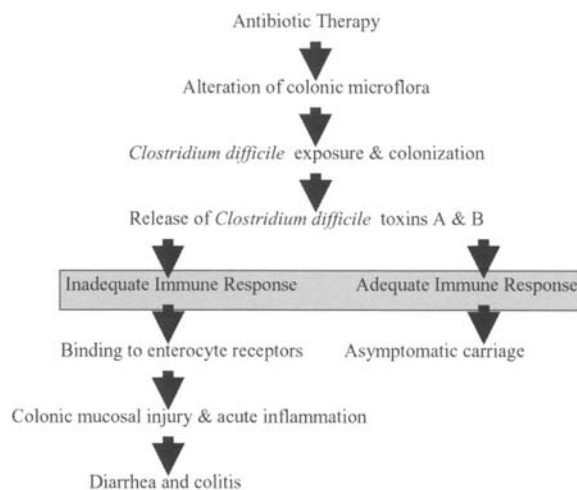 Antibiotic Therapy
Alteration of colonic microflora
Clostridium difficile exposure & colonization
Release of Clostridium difficile toxins A & B
Inadequate Immune Response Adequate Immune Response
Binding to enterocyte receptors Asymptomatic carriage
Colonic mucosal injury & acute inflammation
Diarrhea and colitis